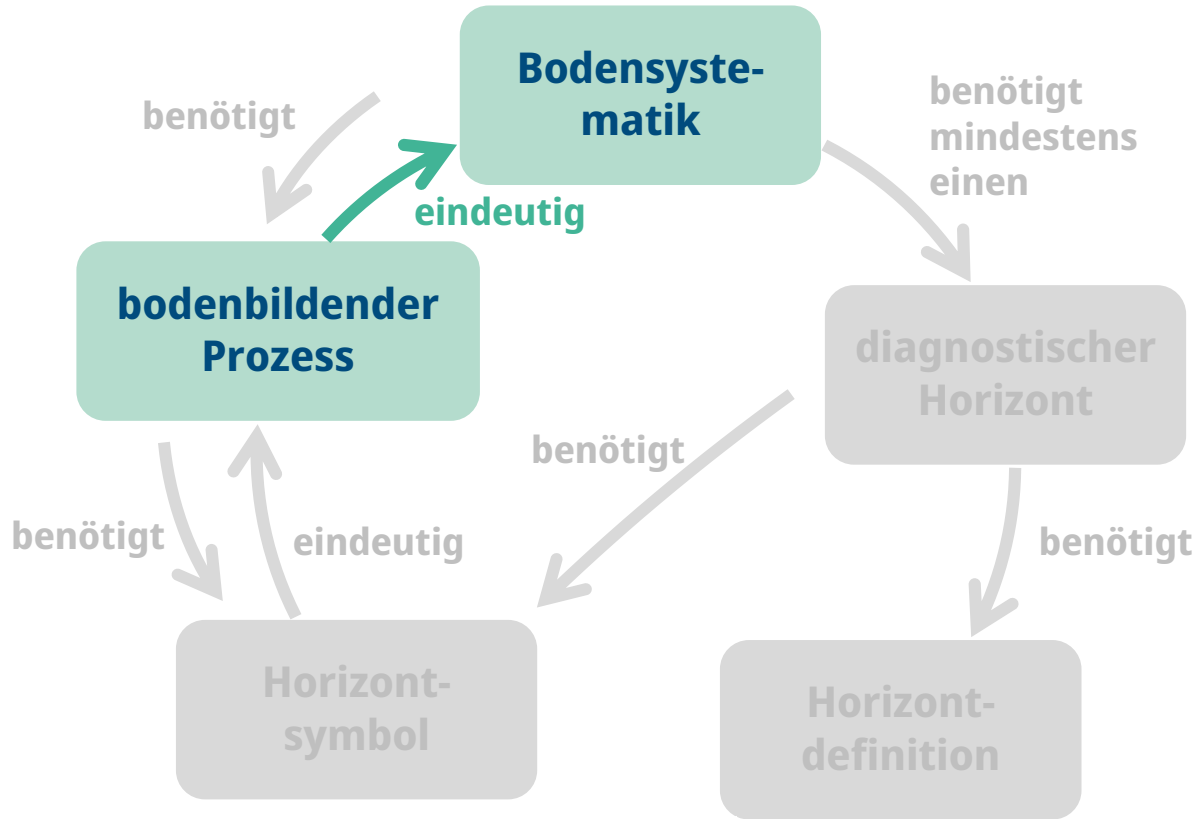 Bodensyste-
matik
benötigt
benötigt
mindestens
einen
eindeutig
bodenbildender
Prozess
diagnostischer
Horizont
benötigt
benötigt
eindeutig
benötigt
Horizont-
symbol
Horizont-
definition